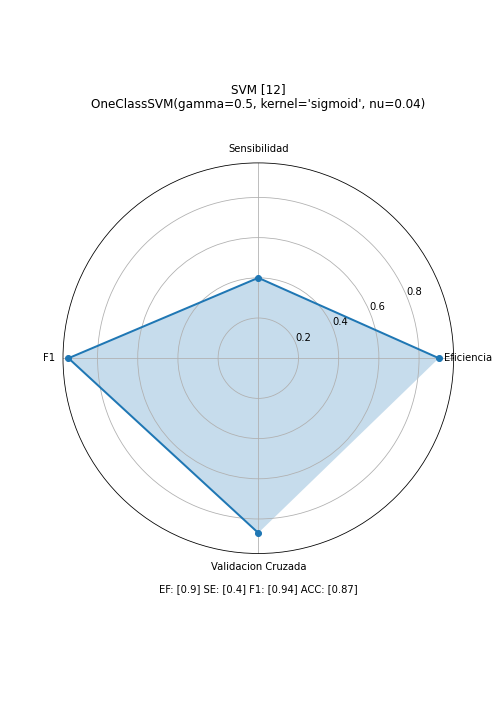 SVM [12]
OneClassSVM(gamma=0.5, kernel='sigmoid', nu=0.04)
Sensibilidad
0.8
0.6
0.4
0.2
F1
Eficiencia
Validacion Cruzada
EF: [0.9] SE: [0.4] F1: [0.94] ACC: [0.87]